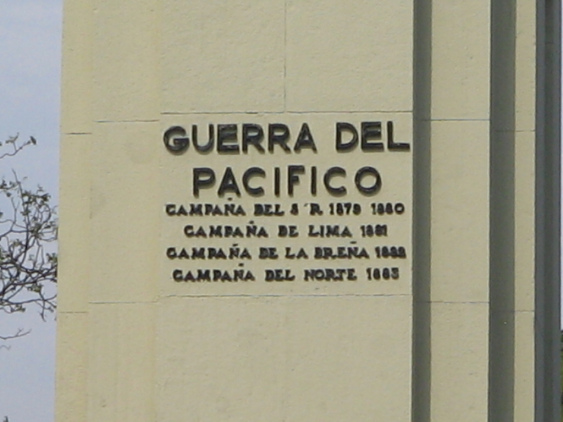 GUERRA DEL
PACIFICO
CAMPAÑA DEL S R 1879 1880
CAMPAÑA DE LIMA 1881
CAMPAÑA DE LA BREÑA 1882
CAMPAÑA DEL NORTE 1883